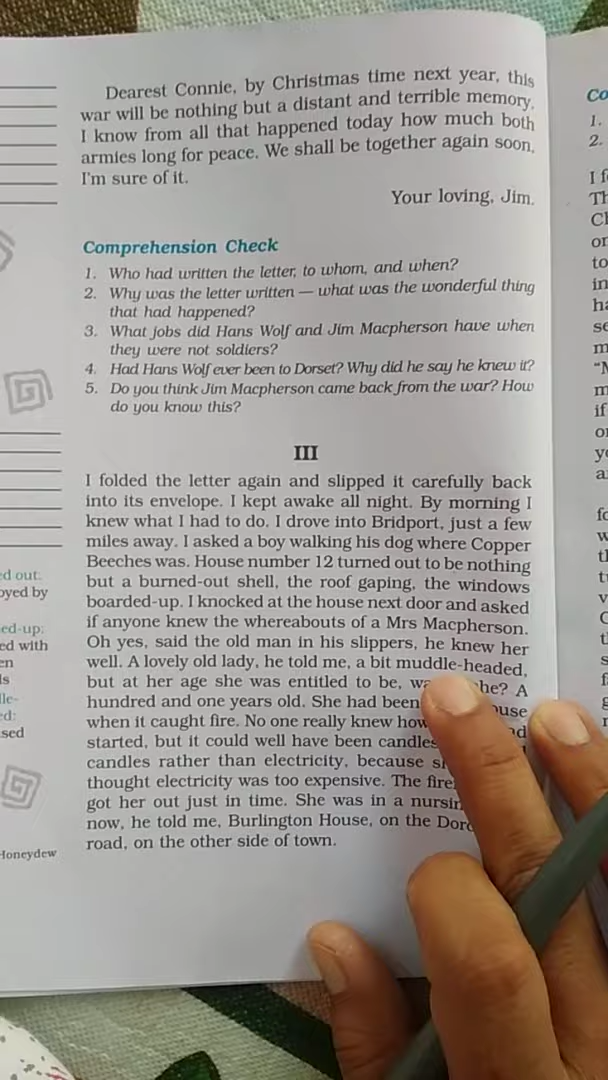 Dearest Connie, by Christmas time next year, this
war will be nothing but a distant and terrible memory.
I know from all that happened today how much both
armies long for peace. We shall be together again soon,
I'm sure of it.
Your loving, Jim.
Comprehension Check
1. Who had written the letter, to whom, and when?
2. Why was the letter written — what was the wonderful thing
that had happened?
3. What jobs did Hans Wolf and Jim Macpherson have when
they were not soldiers?
4. Had Hans Wolf ever been to Dorset? Why did he say he knew it?
5. Do you think Jim Macpherson came back from the war? How
do you know this?
III
I folded the letter again and slipped it carefully back
into its envelope. I kept awake all night. By morning I
knew what I had to do. I drove into Bridport, just a few
miles away. I asked a boy walking his dog where Copper
Beeches was. House number 12 turned out to be nothing
but a burned-out shell, the roof gaping, the windows
boarded-up. I knocked at the house next door and asked
if anyone knew the whereabouts of a Mrs Macpherson.
Oh yes, said the old man in his slippers, he knew her
well. A lovely old lady, he told me, a bit muddle-headed,
but at her age she was entitled to be, she? A
hundred and one years old. She had been
when it caught fire. No one really knew how
started, but it could well have been candles
candles rather than electricity, because
thought electricity was too expensive. The
got her out just in time. She was in a
now, he told me, Burlington House, on the
road, on the other side of town.
ed out:
by
ed-up:
with
Honeydew
1.
2.